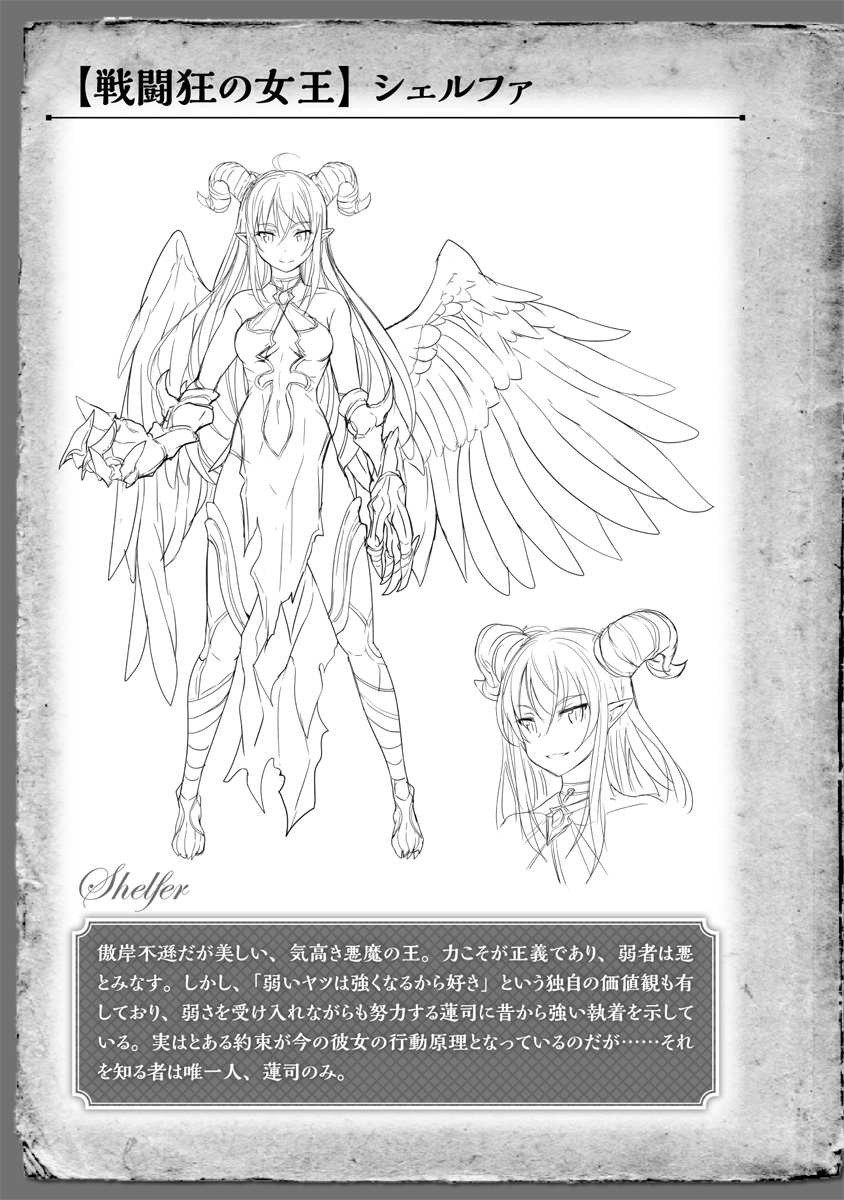 【戦闘狂の女王】シェルファ
Shelfer
傲岸不遜だが美しい、気高き悪魔の王。力こそが正義であり、弱者は悪
とみなす。しかし、「弱いヤツは強くなるから好き」という独自の価値観も有
しており、弱さを受け入れながらも努力する蓮司に昔から強い執着を示して
いる。実はとある約束が今の彼女の行動原理となっているのだが……それ
を知る者は唯一人、蓮司のみ。